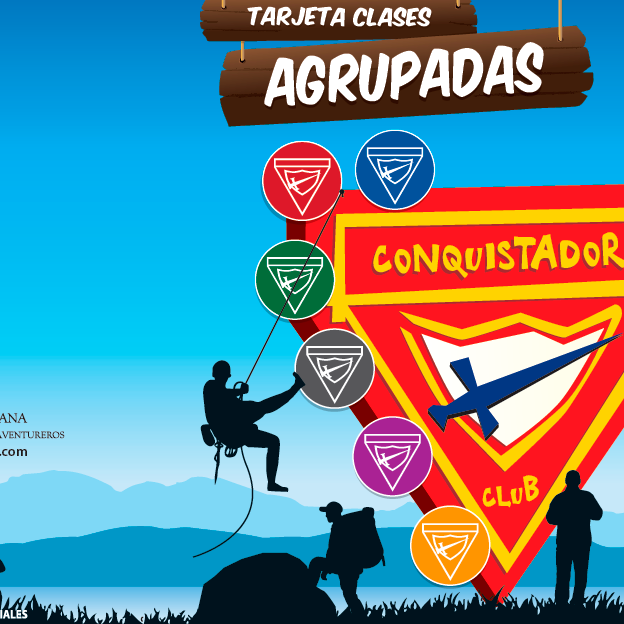 TARJETA CLASES
AGRUPADAS
CONQUISTADOR
CLUB
ANA
AVENTUREROS
.com
IALES